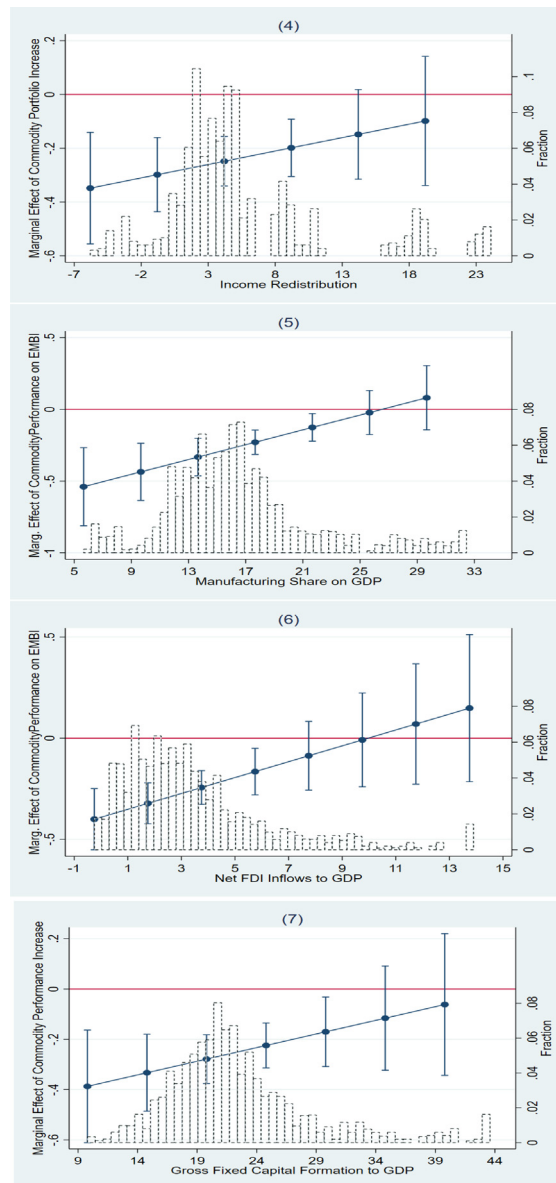 (4)
Marginal Effect of Commodity Portfolio Increase
.2
0
-.2
-.4
-.6
.1
.08
.06
.04
.02
0
Fraction
-7 -2 3 8 13 18 23
Income Redistribution
(5)
Marg. Effect of CommodityPerformance on EMBI
.5
0
-.5
-1
.08
.06
.04
.02
0
Fraction
5 9 13 17 21 25 29 33
Manufacturing Share on GDP
(6)
Marg. Effect of CommodityPerformance on EMBI
.5
0
-.5
.08
.06
.04
.02
0
Fraction
-1 1 3 5 7 9 11 13 15
Net FDI Inflows to GDP
(7)
Marginal Effect of Commodity Performance Increase
.2
0
-.2
-.4
-.6
.08
.06
.04
.02
0
Fraction
9 14 19 24 29 34 39 44
Gross Fixed Capital Formation to GDP